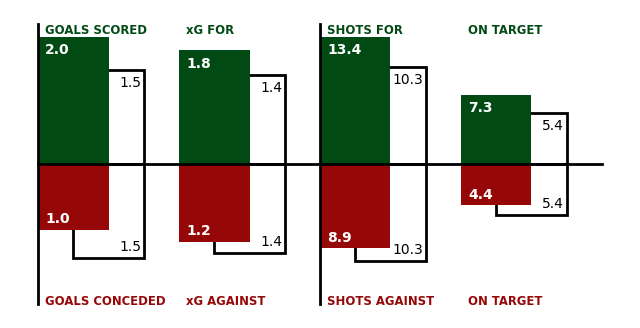 GOALS SCORED xG FOR SHOTS FOR ON TARGET
2.0 1.8 13.4
1.5 1.4 10.3
7.3
5.4
1.0 1.2 8.9 4.4
1.5 1.4 10.3 5.4
GOALS CONCEDED xG AGAINST SHOTS AGAINST ON TARGET